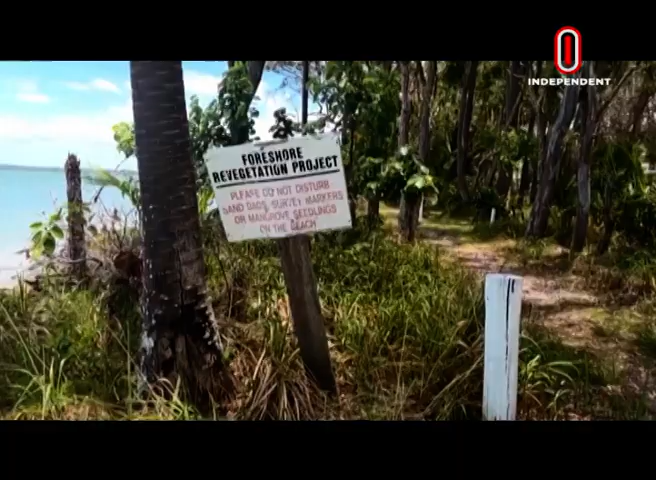 INDEPENDENT
FORESHORE
REVEGETATION PROJECT
PLEASE DO NOT DISTURB
SAND BAGS, SURVEY MARKERS
OR MANGROVE SEEDLINGS
ON THE BEACH